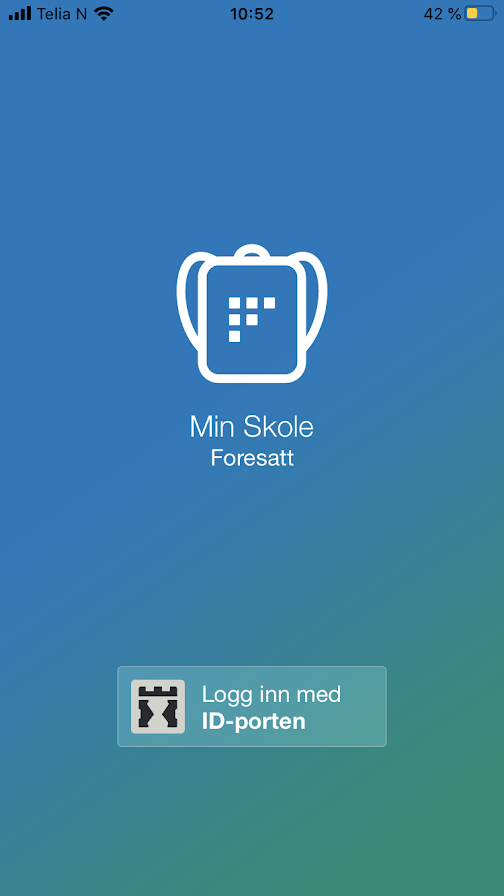 Telia N 10:52 42 %
Min Skole
Foresatt
Logg inn med
ID-porten